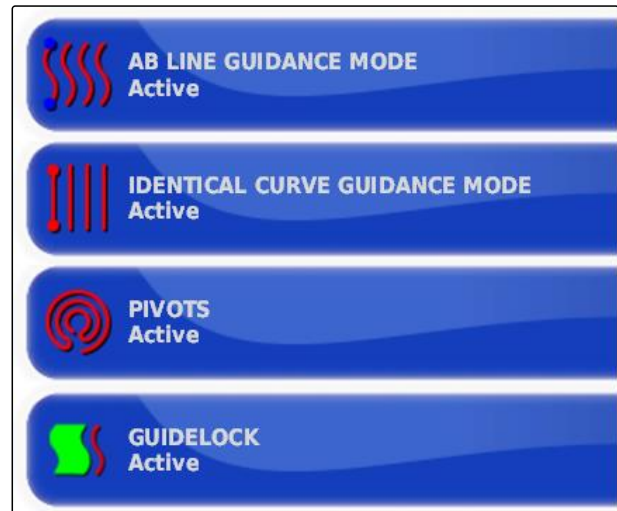 AB LINE GUIDANCE MODE
Active
IDENTICAL CURVE GUIDANCE MODE
Active
PIVOTS
Active
GUIDELOCK
Active